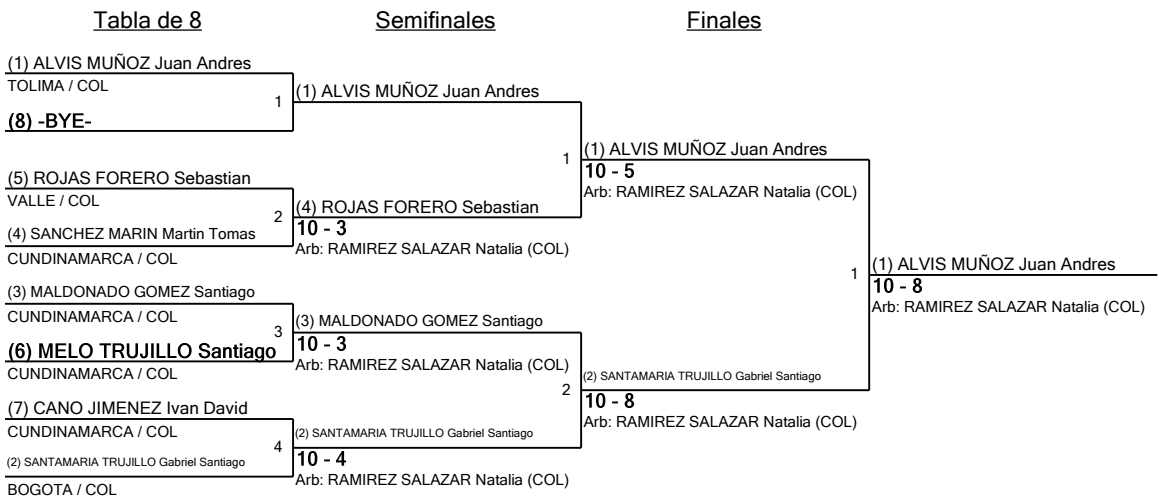 Tabla de 8
Semifinales
Finales
(1) ALVIS MUÑOZ Juan Andres
TOLIMA / COL
1
(8) -BYE-
(5) ROJAS FORERO Sebastian
VALLE / COL
2
(4) SANCHEZ MARIN Martin Tomas
CUNDINAMARCA / COL
(3) MALDONADO GOMEZ Santiago
CUNDINAMARCA / COL
3
(6) MELO TRUJILLO Santiago
CUNDINAMARCA / COL
(7) CANO JIMENEZ Ivan David
CUNDINAMARCA / COL
4
(2) SANTAMARIA TRUJILLO Gabriel Santiago
BOGOTA / COL
(1) ALVIS MUÑOZ Juan Andres
1
(4) ROJAS FORERO Sebastian
10 - 3
Arb: RAMIREZ SALAZAR Natalia (COL)
(3) MALDONADO GOMEZ Santiago
10 - 3
Arb: RAMIREZ SALAZAR Natalia (COL)
2
(2) SANTAMARIA TRUJILLO Gabriel Santiago
10 - 4
Arb: RAMIREZ SALAZAR Natalia (COL)
(1) ALVIS MUÑOZ Juan Andres
10 - 5
Arb: RAMIREZ SALAZAR Natalia (COL)
1
(2) SANTAMARIA TRUJILLO Gabriel Santiago
10 - 8
Arb: RAMIREZ SALAZAR Natalia (COL)
(1) ALVIS MUÑOZ Juan Andres
10 - 8
Arb: RAMIREZ SALAZAR Natalia (COL)